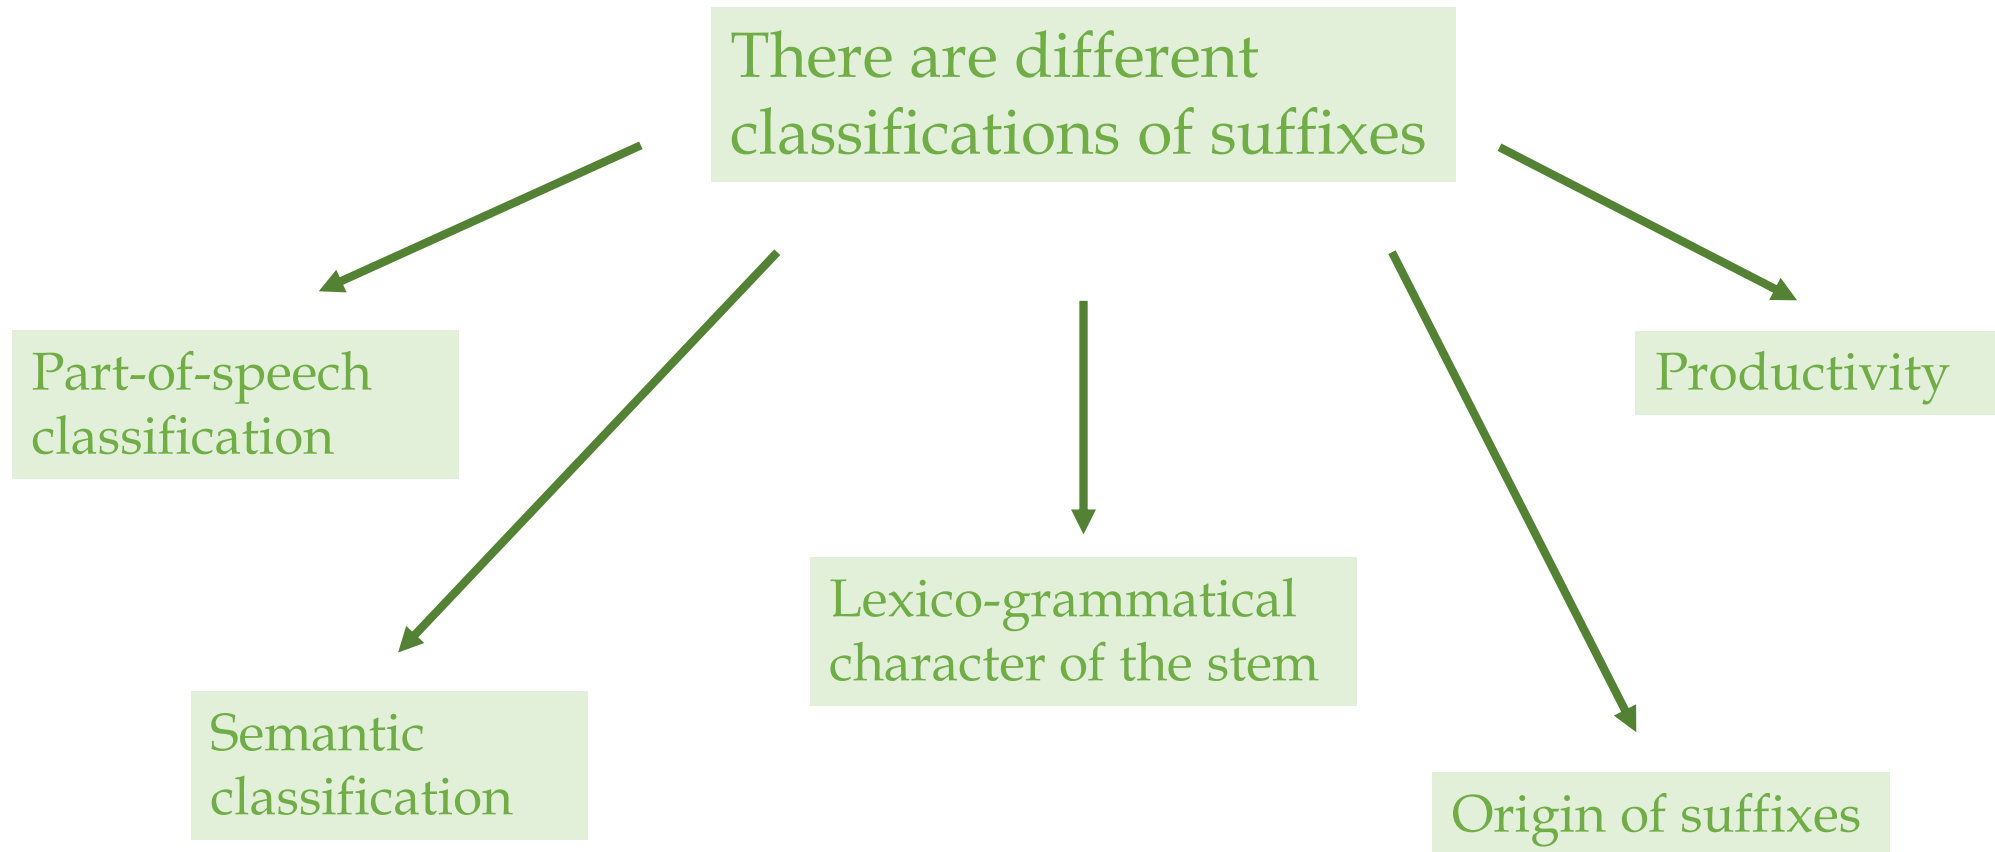 There are different
classifications of suffixes
Part-of-speech
classification
Productivity
Lexico-grammatical
character of the stem
Semantic
classification
Origin of suffixes